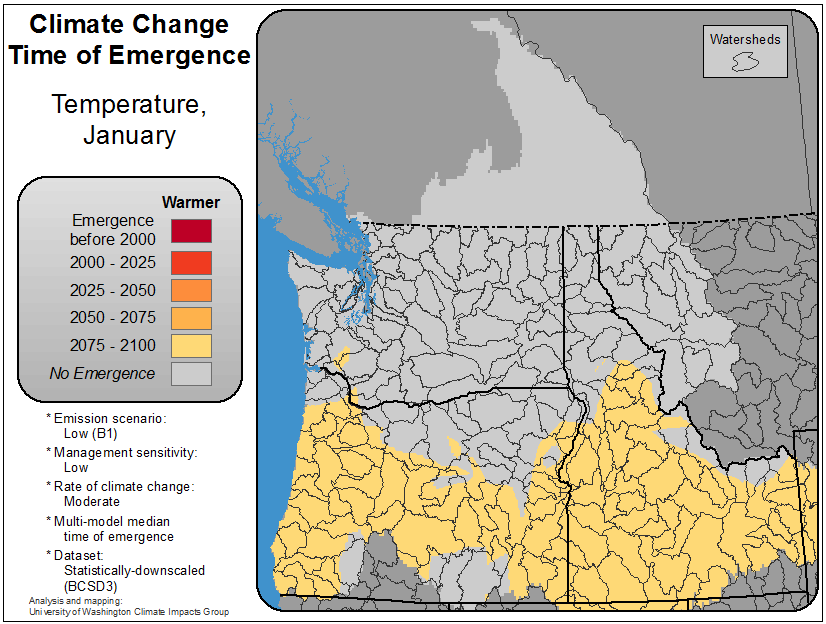 Climate Change
Time of Emergence
Temperature,
January
Warmer
Emergence
before 2000
2000 - 2025
2025 - 2050
2050 - 2075
2075 - 2100
No Emergence
* Emission scenario:
Low (B1)
* Management sensitivity:
Low
* Rate of climate change:
Moderate
* Multi-model median
time of emergence
* Dataset:
Statistically-downscaled
(BCSD3)
Analysis and mapping:
University of Washington Climate Impacts Group
Watersheds